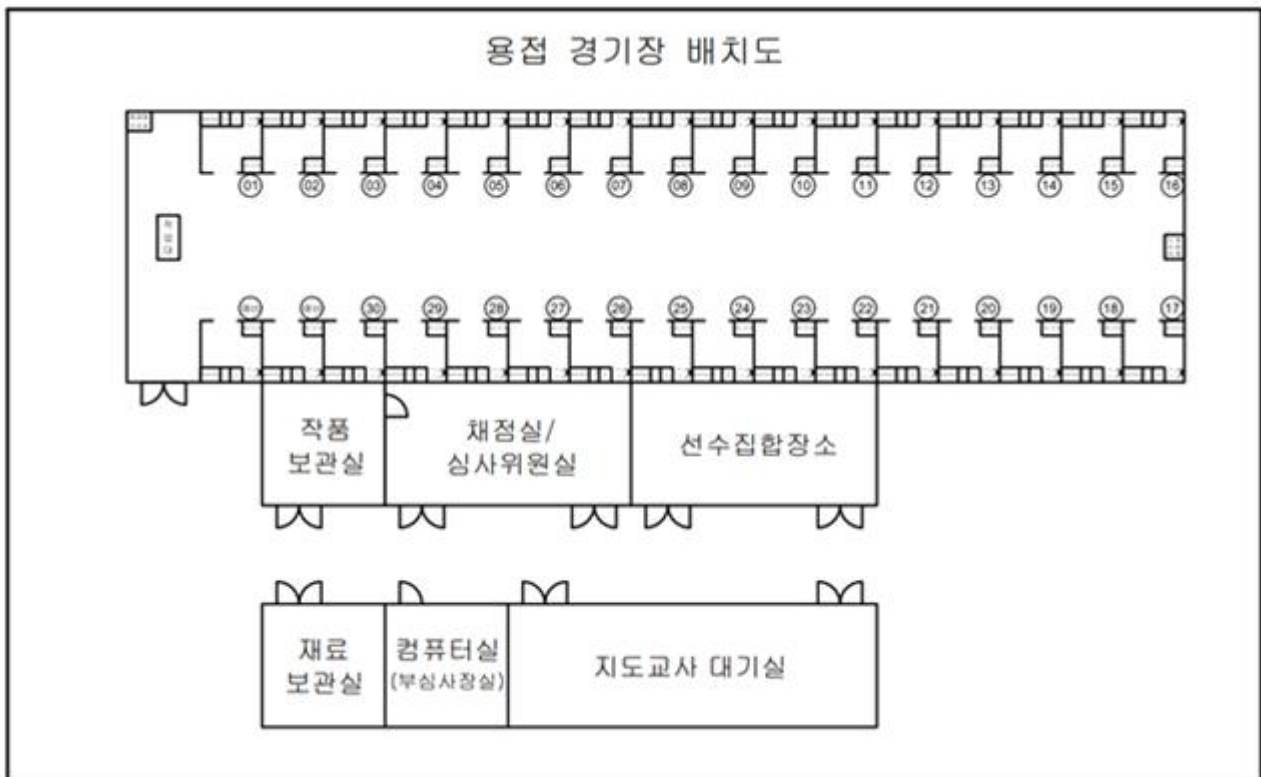 용접 경기장 배치도
01 02 03 04 05 06 07 08 09 10 11 12 13 14 15 16
30 29 28 27 26 25 24 23 22 21 20 19 18 17
작품
보관실
채점실/
심사위원실
선수집합장소
재료
보관실
컴퓨터실
(부심사장실)
지도교사 대기실